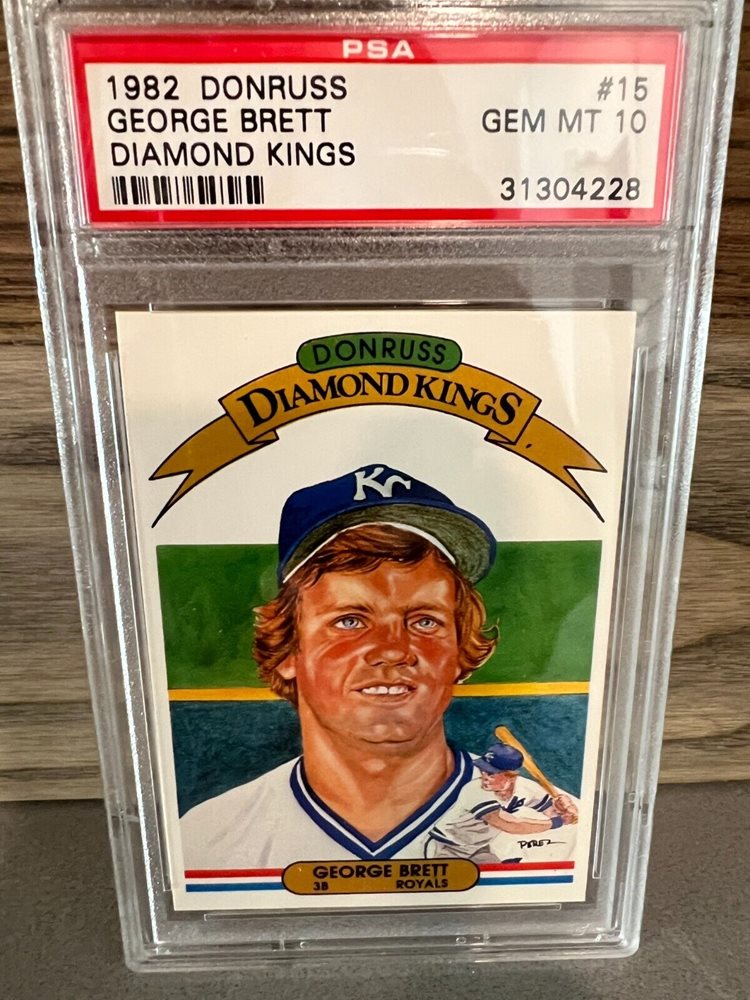 PSA
1982 DONRUSS #15
GEORGE BRETT GEM MT 10
DIAMOND KINGS
31304228
DONRUSS
DIAMOND KINGS
KC
PEREZ
GEORGE BRETT
3B ROYALS